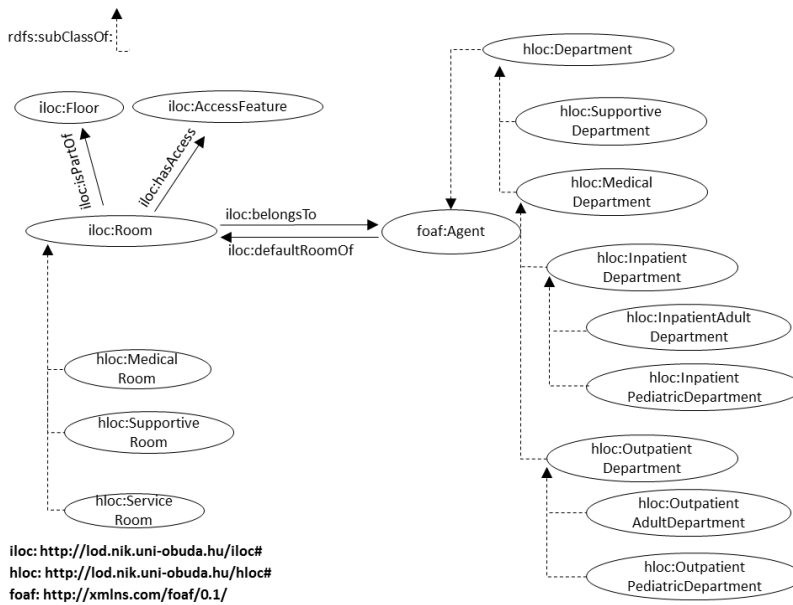 rdfs:subClassOf:
hloc:Department
iloc:Floor
iloc:AccessFeature
hloc:Supportive
Department
iloc:isPartOf
iloc:hasAccess
hloc:Medical
Department
iloc:Room
iloc:belongsTo
iloc:defaultRoomOf
foaf:Agent
hloc:Inpatient
Department
hloc:InpatientAdult
Department
hloc:Medical
Room
hloc:Inpatient
PediatricDepartment
hloc:Supportive
Room
hloc:Outpatient
Department
hloc:Service
Room
hloc:Outpatient
AdultDepartment
hloc:Outpatient
PediatricDepartment
iloc: http://lod.nik.uni-obuda.hu/iloc#
hloc: http://lod.nik.uni-obuda.hu/hloc#
foaf: http://xmlns.com/foaf/0.1/